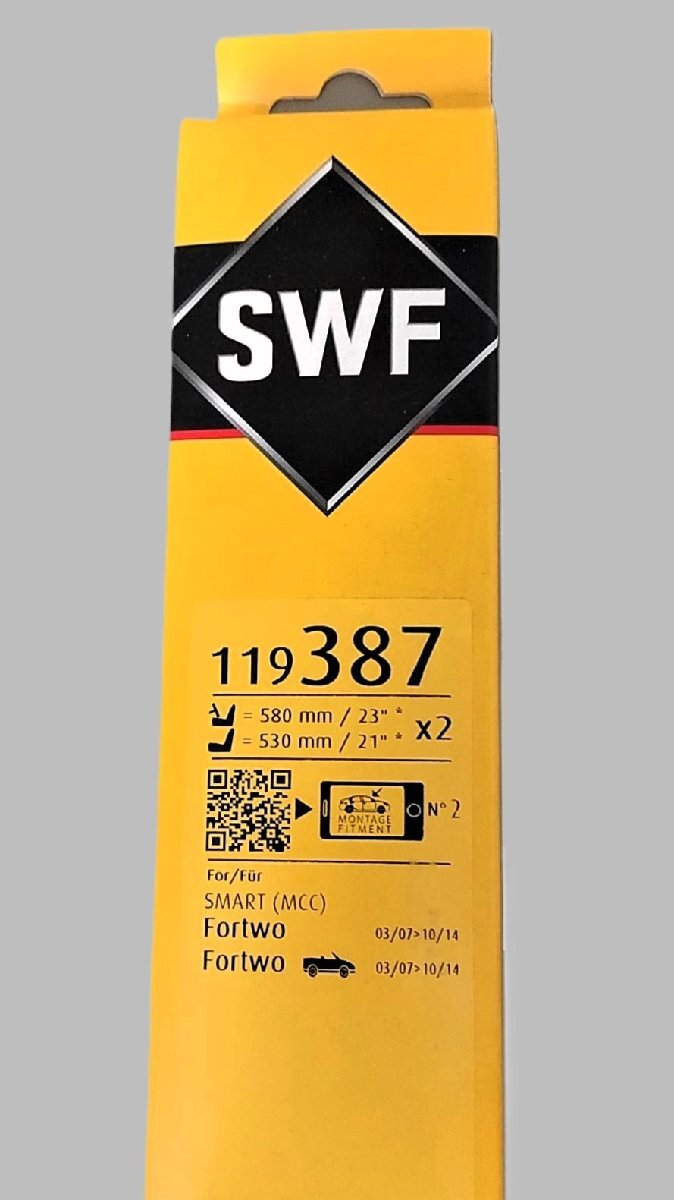 SWF
119387
= 580 mm / 23" *
= 530 mm / 21" *
x2
MONTAGE
FITMENT
N° 2
For/Für
SMART (MCC)
Fortwo 03/07>10/14
Fortwo 03/07>10/14